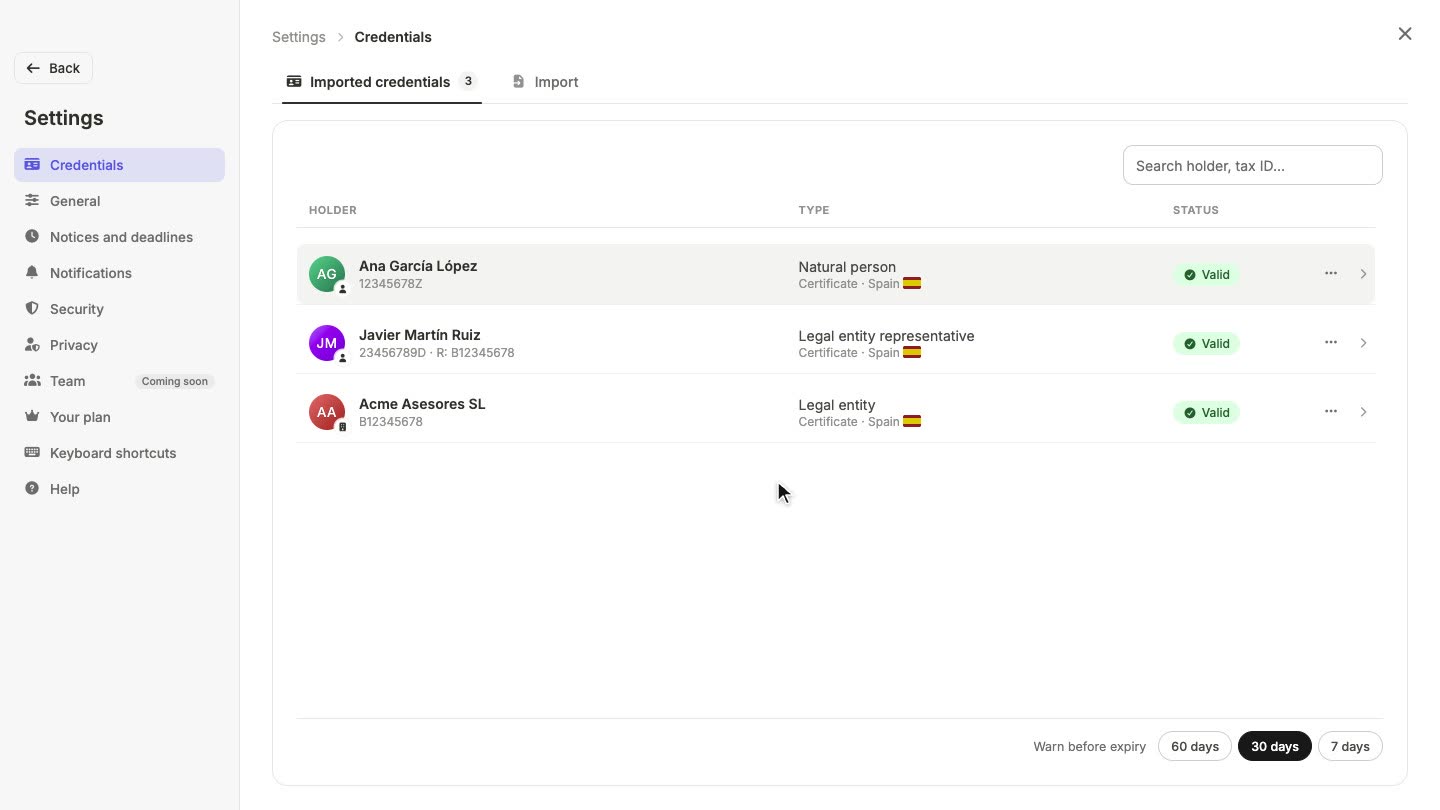 Back
Settings
Credentials
General
Notices and deadlines
Notifications
Security
Privacy
Team Coming soon
Your plan
Keyboard shortcuts
Help
Settings > Credentials
Imported credentials 3 Import
Search holder, tax ID...
HOLDER TYPE STATUS
AG Ana García López Natural person Valid
12345678Z Certificate · Spain
JM Javier Martín Ruiz Legal entity representative Valid
23456789D · R: B12345678 Certificate · Spain
AA Acme Asesores SL Legal entity Valid
B12345678 Certificate · Spain
Warn before expiry 60 days 30 days 7 days